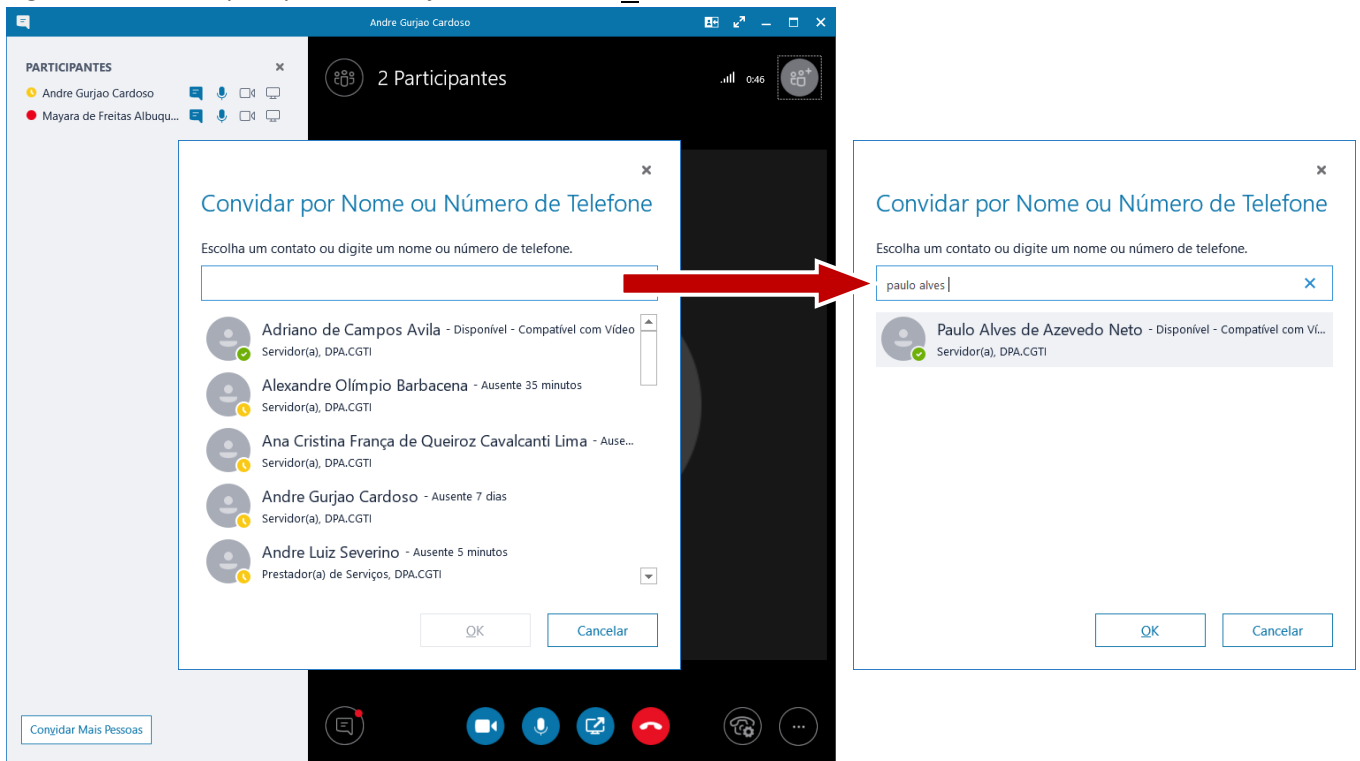 Andre Gurjao Cardoso
PARTICIPANTES
Andre Gurjao Cardoso
Mayara de Freitas Albuqu...
2 Participantes
0:46
Convidar por Nome ou Número de Telefone
Escolha um contato ou digite um nome ou número de telefone.
Adriano de Campos Avila - Disponível - Compatível com Vídeo
Servidor(a), DPA.CGTI
Alexandre Olímpio Barbacena - Ausente 35 minutos
Servidor(a), DPA.CGTI
Ana Cristina França de Queiroz Cavalcanti Lima - Ause...
Servidor(a), DPA.CGTI
Andre Gurjao Cardoso - Ausente 7 dias
Servidor(a), DPA.CGTI
Andre Luiz Severino - Ausente 5 minutos
Prestador(a) de Serviços, DPA.CGTI
OK Cancelar
Convidar Mais Pessoas
Convidar por Nome ou Número de Telefone
Escolha um contato ou digite um nome ou número de telefone.
paulo alves
Paulo Alves de Azevedo Neto - Disponível - Compatível com Ví...
Servidor(a), DPA.CGTI
OK Cancelar